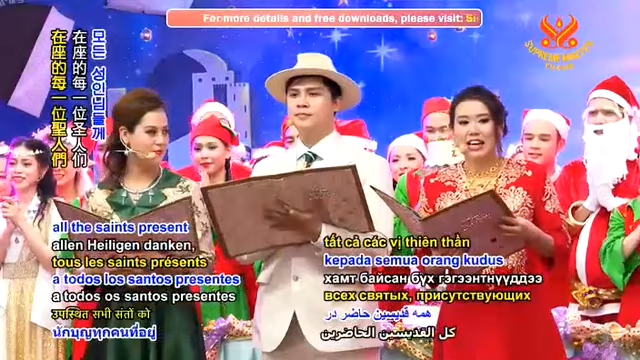 For more details and free downloads, please visit: S
SUPREME MASTER
TELEVISION
在座的每一位聖人們
在座的每一位圣人们
모든 성인님들께
all the saints present
allen Heiligen danken,
tous les saints présents
a todos los santos presentes
a todos os santos presentes
उपस्थित सभी संतों को
นักบุญทุกคนที่อยู่
tất cả các vị thiên thần
kepada semua orang kudus
хамт байсан бүх гэгээнтнүүддээ
всех святых, присутствующих
همه قدیسین حاضر در
كل القديسين الحاضرين